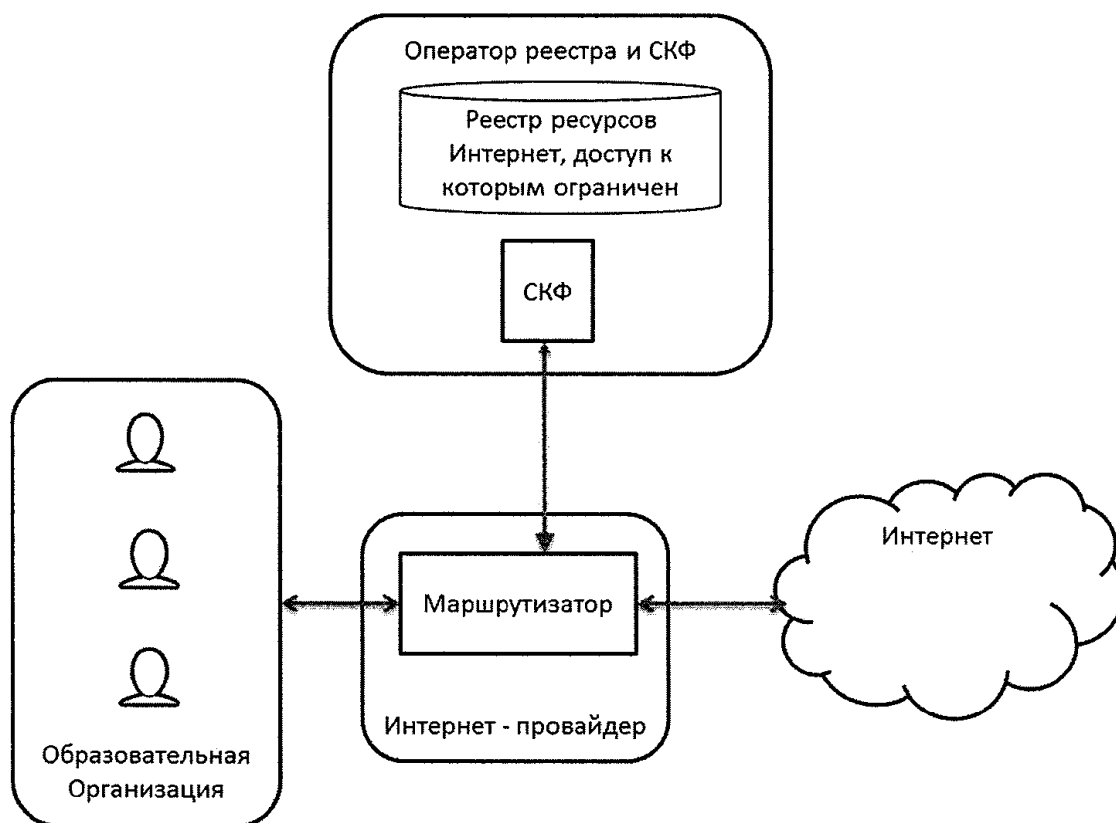 Оператор реестра и СКФ
Реестр ресурсов
Интернет, доступ к
которым ограничен
СКФ
Интернет
Маршрутизатор
Интернет - провайдер
Образовательная
Организация